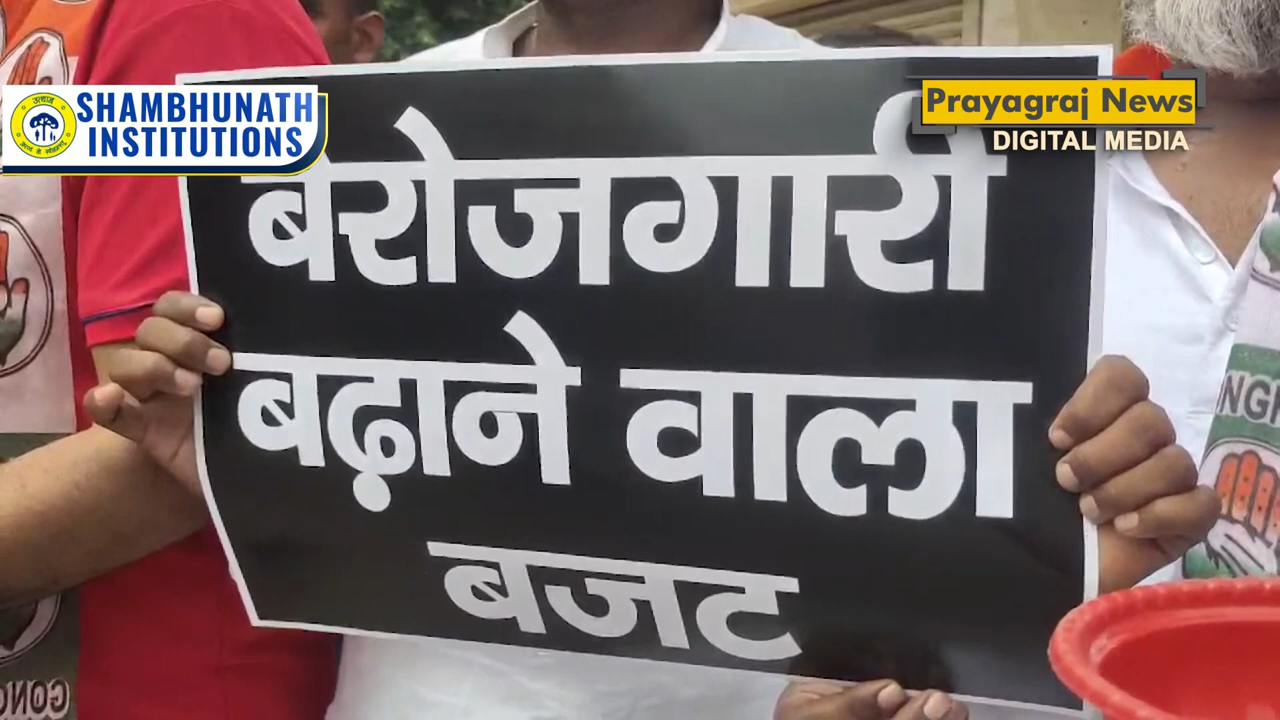 SHAMBHUNATH
INSTITUTIONS
Prayagraj News
DIGITAL MEDIA
बेरोजगारी
बढ़ाने वाला
बजट